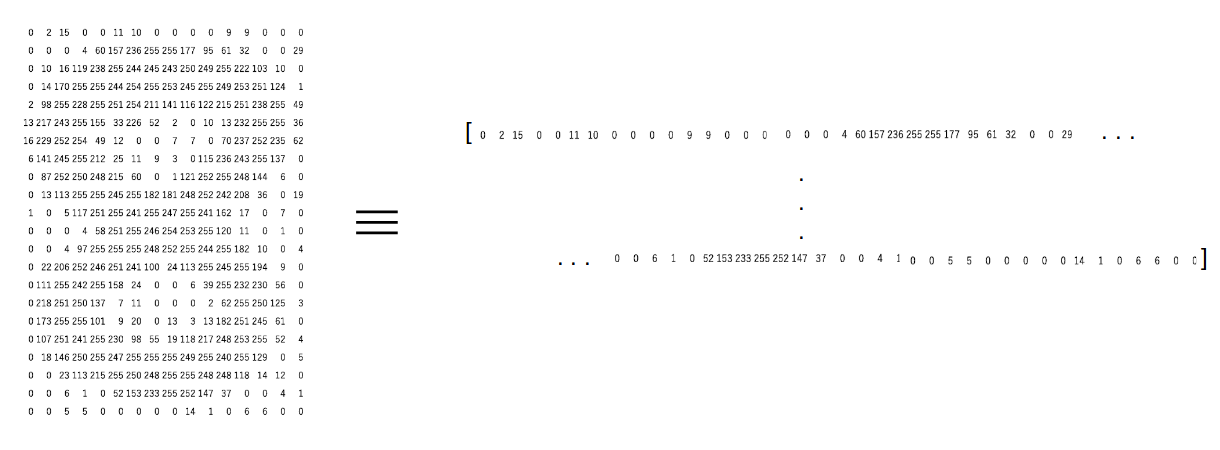 0 2 15 0 0 11 10 0 0 0 0 9 9 0 0 0
0 0 0 4 60 157 236 255 255 177 95 61 32 0 0 29
0 10 16 119 238 255 244 245 243 250 249 255 222 103 10 0
0 14 170 255 255 244 254 255 253 245 255 249 253 251 124 1
2 98 255 228 255 251 254 211 141 116 122 215 251 238 255 49
13 217 243 255 155 33 226 52 2 0 10 13 232 255 255 36
16 229 252 254 49 12 0 0 7 7 0 70 237 252 235 62
6 141 245 255 212 25 11 9 3 0 115 236 243 255 137 0
0 87 252 250 248 215 60 0 1 121 252 255 248 144 6 0
0 13 113 255 255 245 255 182 181 248 252 242 208 36 0 19
1 0 5 117 251 255 241 255 247 255 241 162 17 0 7 0
0 0 0 4 58 251 255 246 254 253 255 120 11 0 1 0
0 0 4 97 255 255 255 248 252 255 244 255 182 10 0 4
0 22 206 252 246 251 241 100 24 113 255 245 255 194 9 0
0 111 255 242 255 158 24 0 0 6 39 255 232 230 56 0
0 218 251 250 137 7 11 0 0 0 2 62 255 250 125 3
0 173 255 255 101 9 20 0 13 3 13 182 251 245 61 0
0 107 251 241 255 230 98 55 19 118 217 248 253 255 52 4
0 18 146 250 255 247 255 255 255 249 255 240 255 129 0 5
0 0 23 113 215 255 250 248 255 255 248 248 118 14 12 0
0 0 6 1 0 52 153 233 255 252 147 37 0 0 4 1
0 0 5 5 0 0 0 0 0 14 1 0 6 6 0 0
≡
[ 0 2 15 0 0 11 10 0 0 0 0 9 9 0 0 0 0 0 0 4 60 157 236 255 255 177 95 61 32 0 0 29 . . .
.
.
.
. . . 0 0 6 1 0 52 153 233 255 252 147 37 0 0 4 1 0 0 5 5 0 0 0 0 0 14 1 0 6 6 0 0 ]